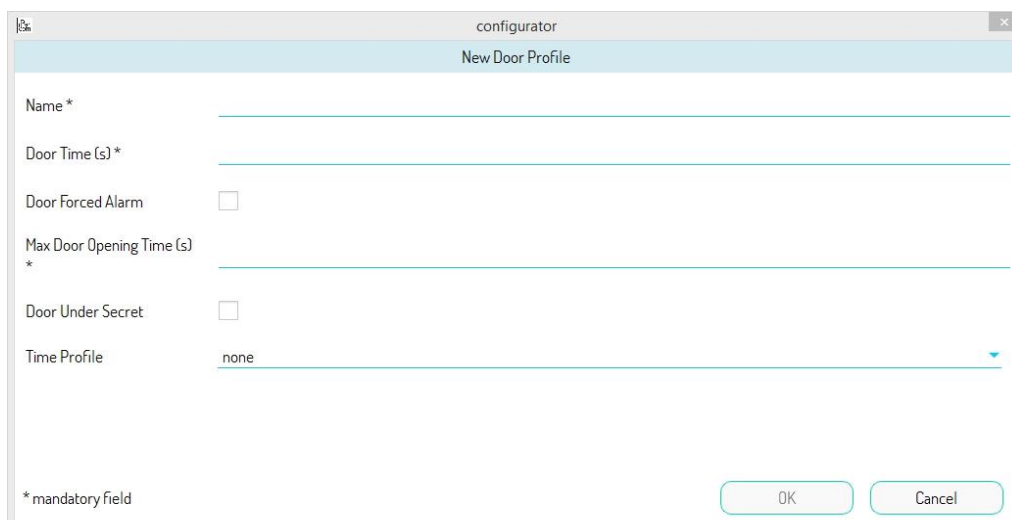 configurator
New Door Profile
Name *
Door Time (s) *
Door Forced Alarm
Max Door Opening Time (s)
*
Door Under Secret
Time Profile none
* mandatory field OK Cancel